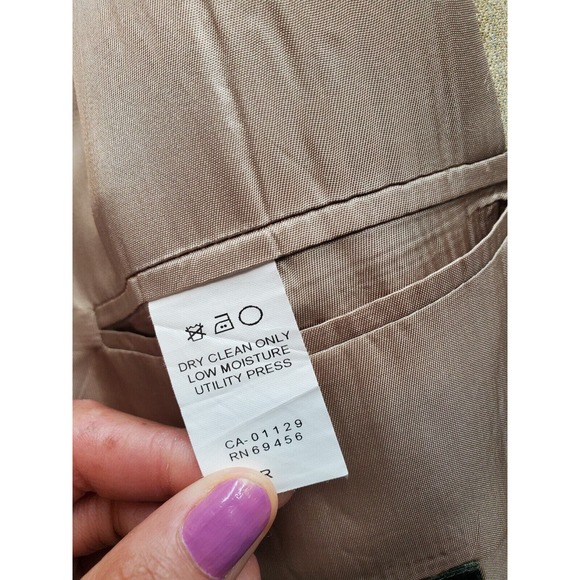 DRY CLEAN ONLY
LOW MOISTURE
UTILITY PRESS
CA-01129
RN69456
R